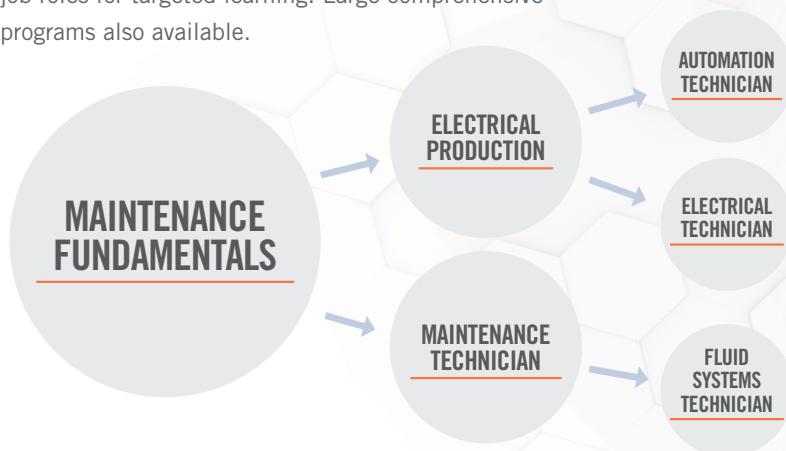 job roles for targeted learning. Large comprehensive
programs also available.
MAINTENANCE
FUNDAMENTALS
ELECTRICAL
PRODUCTION
MAINTENANCE
TECHNICIAN
AUTOMATION
TECHNICIAN
ELECTRICAL
TECHNICIAN
FLUID
SYSTEMS
TECHNICIAN